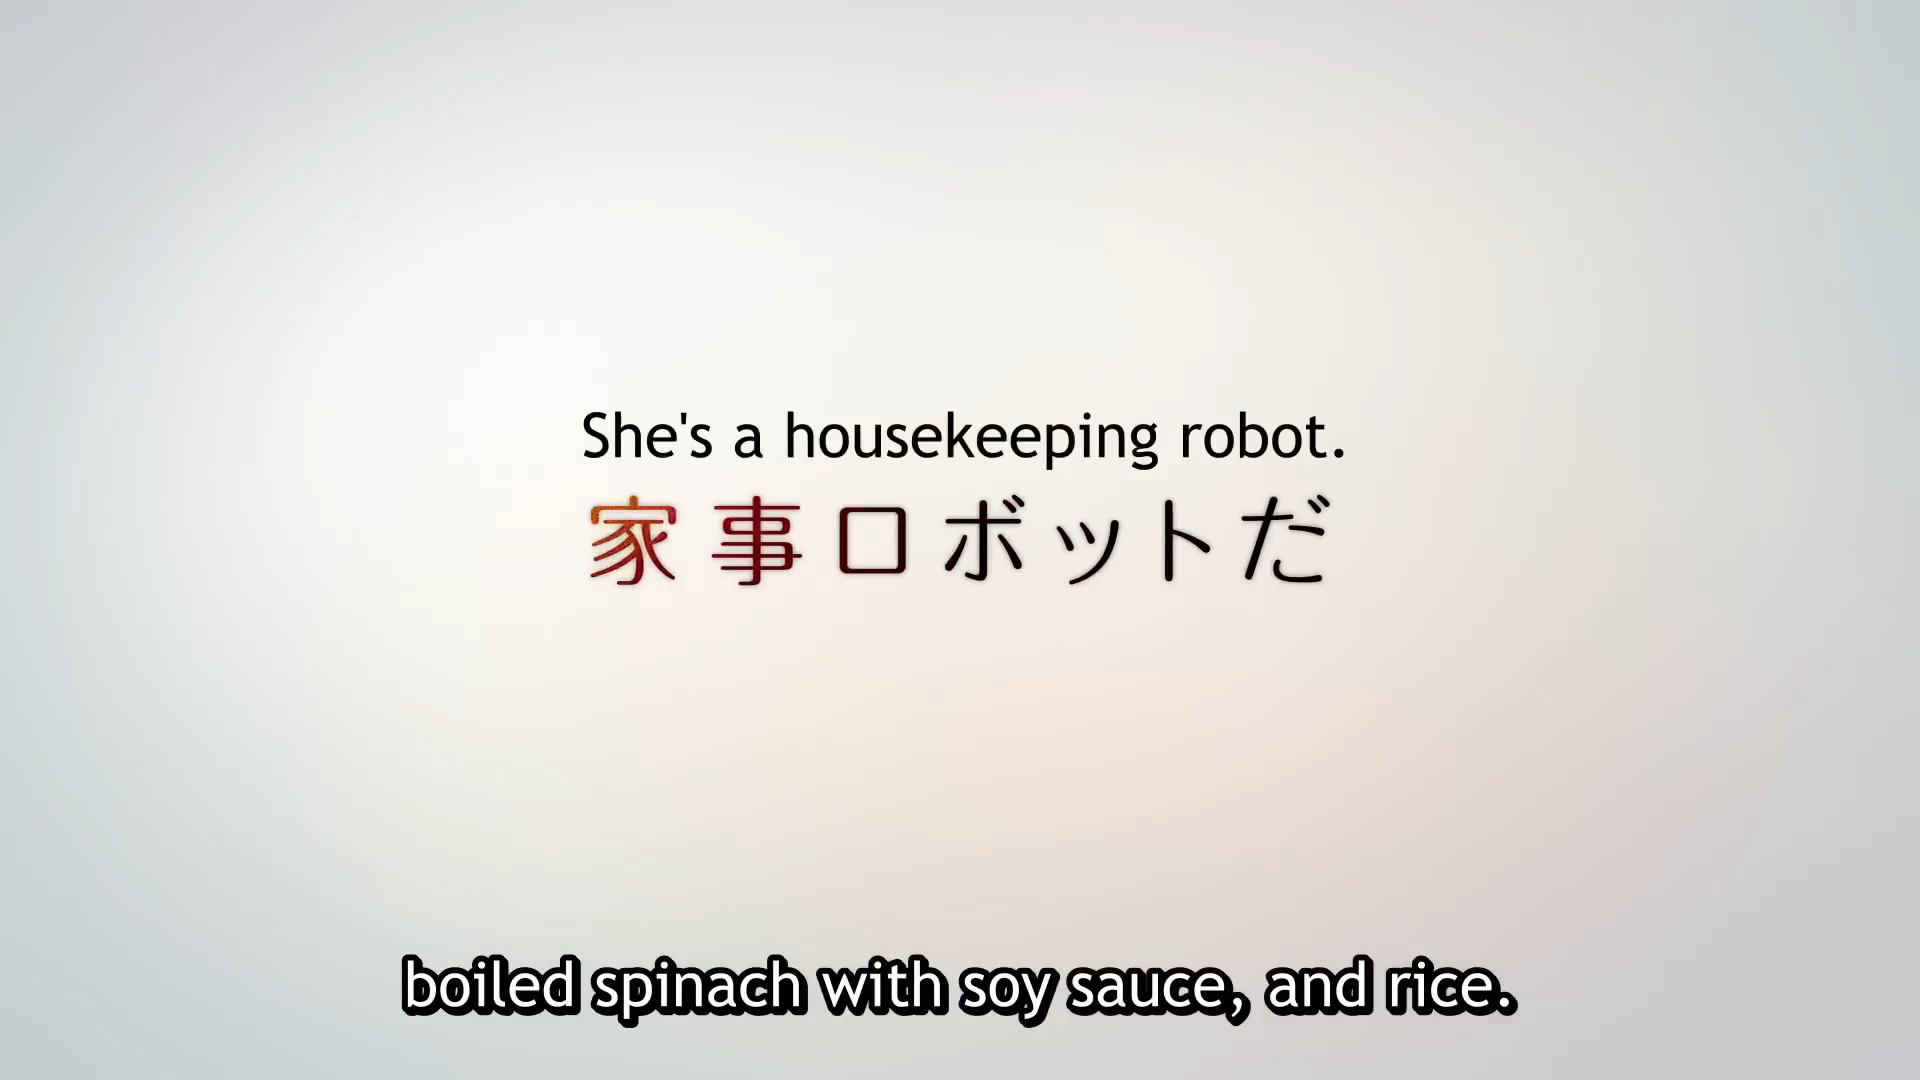 She's a housekeeping robot.
家事ロボットだ
boiled spinach with soy sauce, and rice.